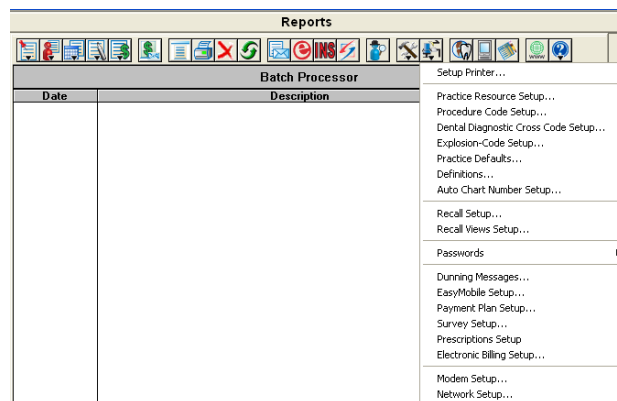 Reports
INS
www
Batch Processor
Date
Description
Setup Printer...
Practice Resource Setup...
Procedure Code Setup...
Dental Diagnostic Cross Code Setup...
Explosion-Code Setup...
Practice Defaults...
Definitions...
Auto Chart Number Setup...
Recall Setup...
Recall Views Setup...
Passwords
Dunning Messages...
EasyMobile Setup...
Payment Plan Setup...
Survey Setup...
Prescriptions Setup
Electronic Billing Setup...
Modem Setup...
Network Setup...